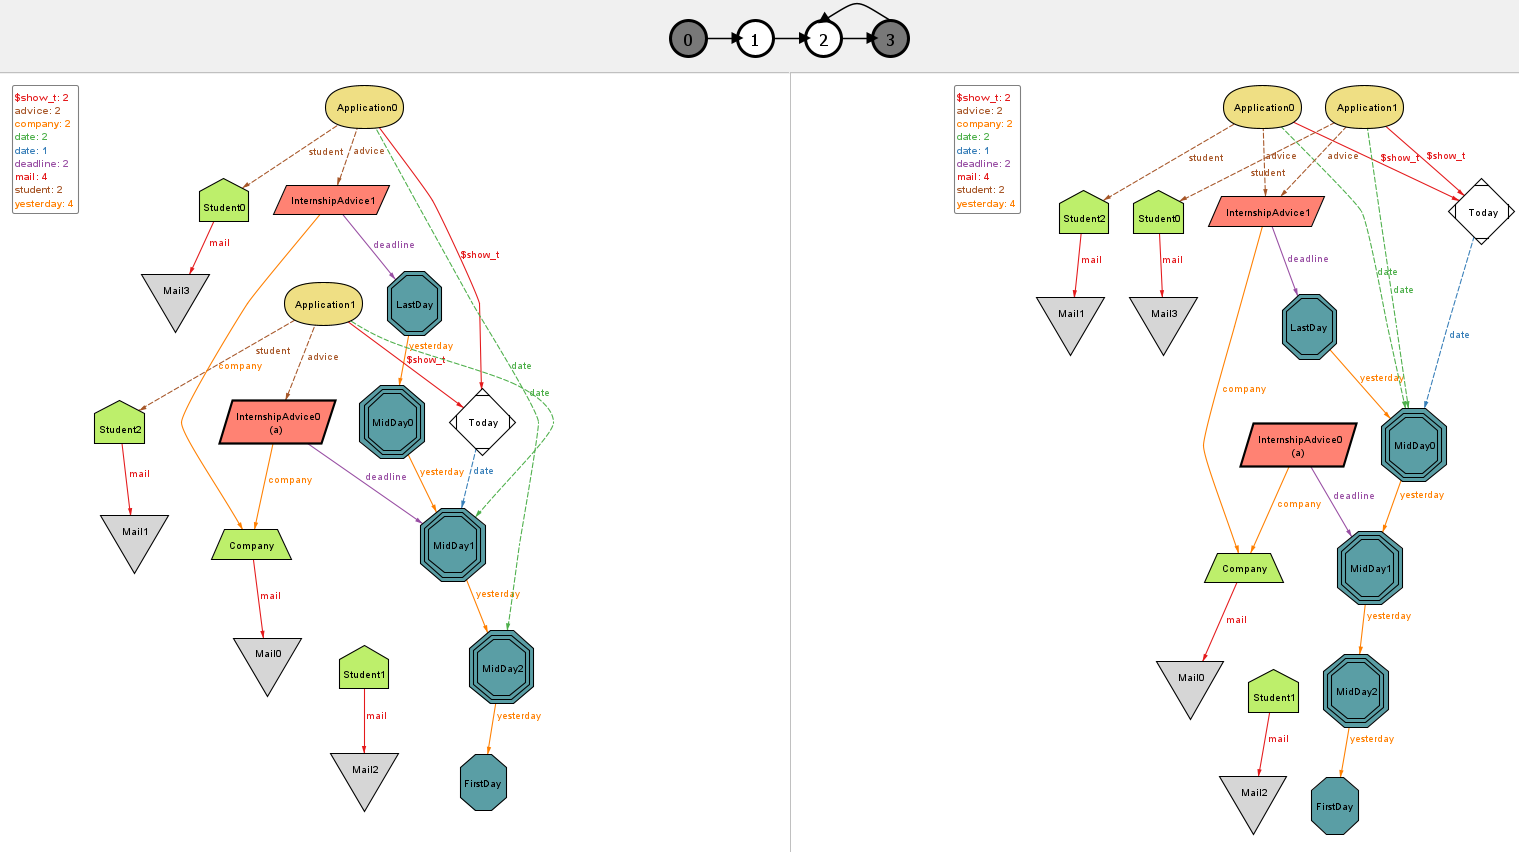 0 1 2 3
$show_t: 2
advice: 2
company: 2
date: 2
date: 1
deadline: 2
mail: 4
student: 2
yesterday: 4
Application0
student advice
Student0 InternshipAdvice1
mail deadline $show_t
Mail3
Application1 LastDay
student advice yesterday
$show_t
company date
date
Student2 InternshipAdvice0
(a)
MidDay0 Today
mail company deadline yesterday date
Mail1 Company MidDay1
mail yesterday
Mail0 Student1 MidDay2
mail yesterday
Mail2 FirstDay
$show_t: 2
advice: 2
company: 2
date: 2
date: 1
deadline: 2
mail: 4
student: 2
yesterday: 4
Application0 Application1
student advice advice $show_t $show_t
student
Student2 Student0 InternshipAdvice1 Today
mail mail deadline date
date
Mail1 Mail3 LastDay
date
company yesterday
InternshipAdvice0
(a)
MidDay0
company deadline yesterday
Company MidDay1
mail yesterday
Mail0 Student1 MidDay2
mail yesterday
Mail2 FirstDay